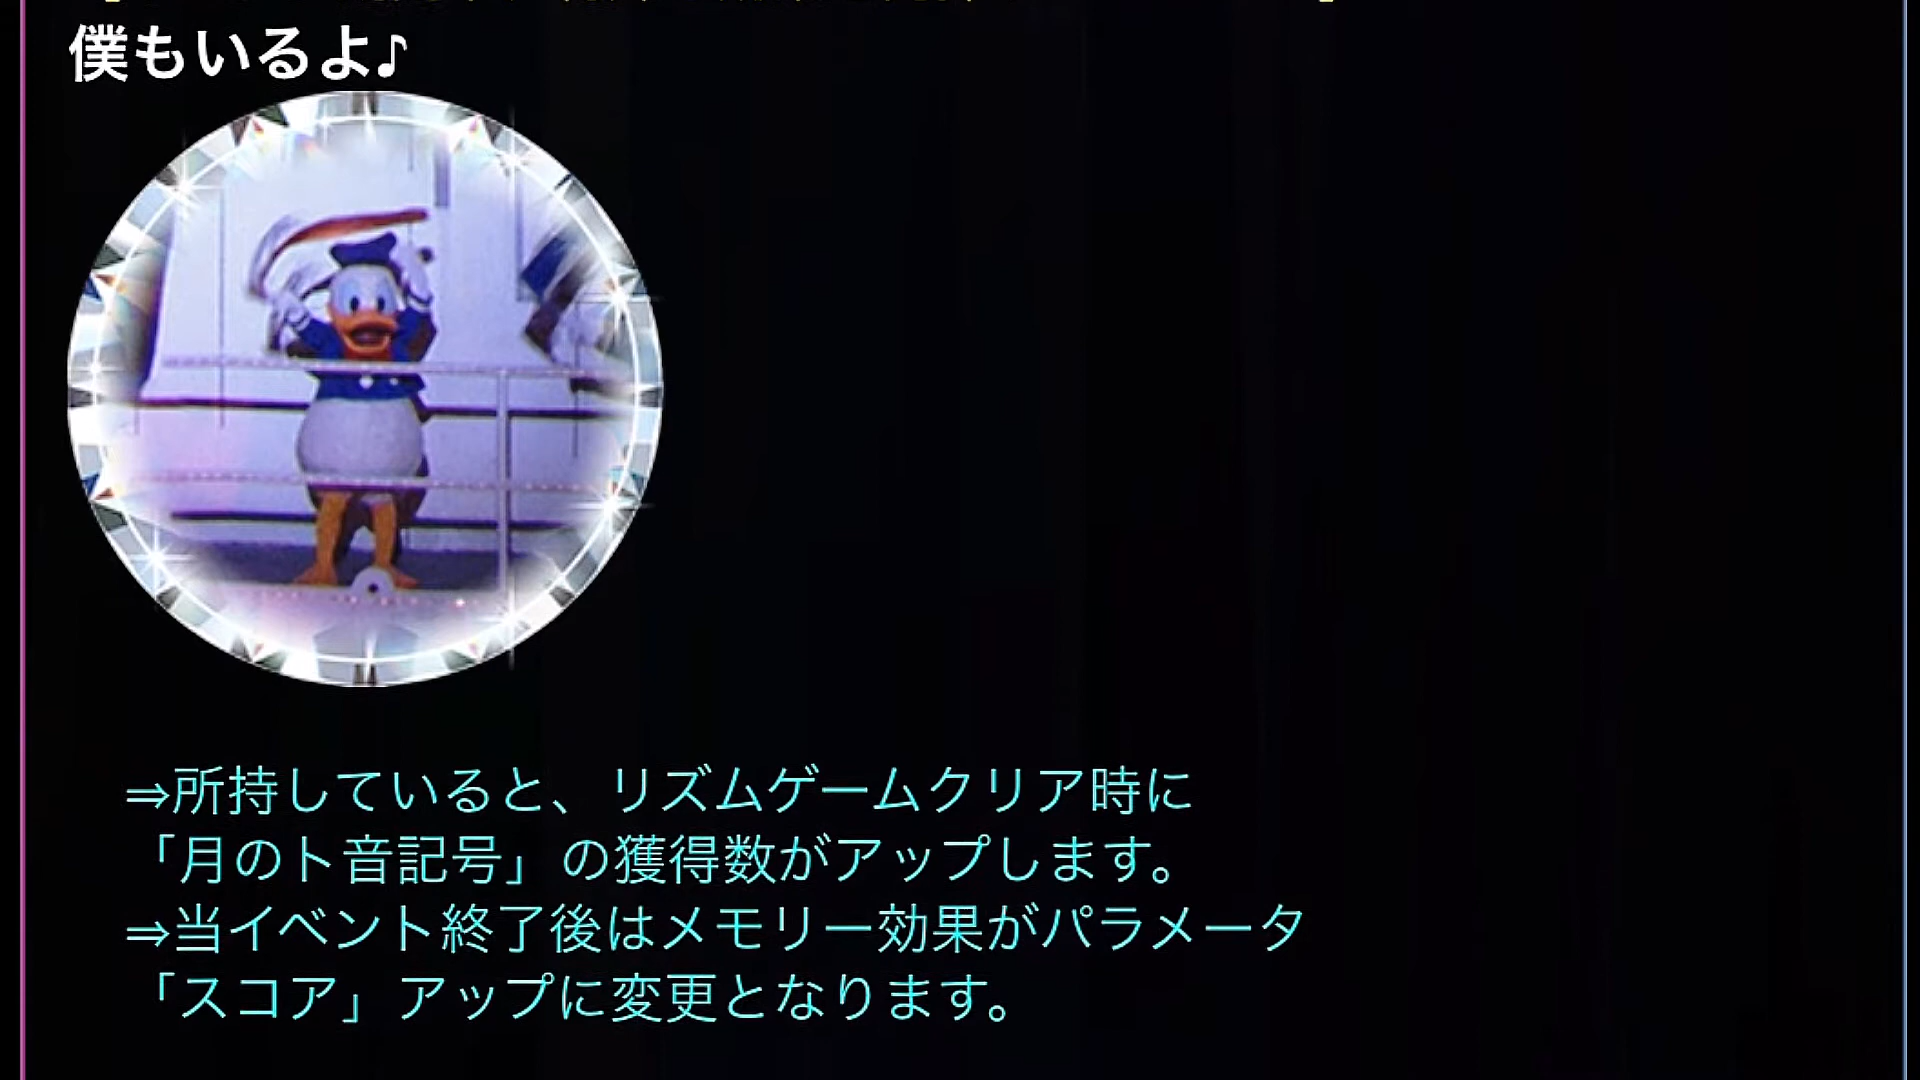 僕もいるよ♪
⇒所持していると、リズムゲームクリア時に
「月のト音記号」の獲得数がアップします。
⇒当イベント終了後はメモリー効果がパラメータ
「スコア」アップに変更となります。